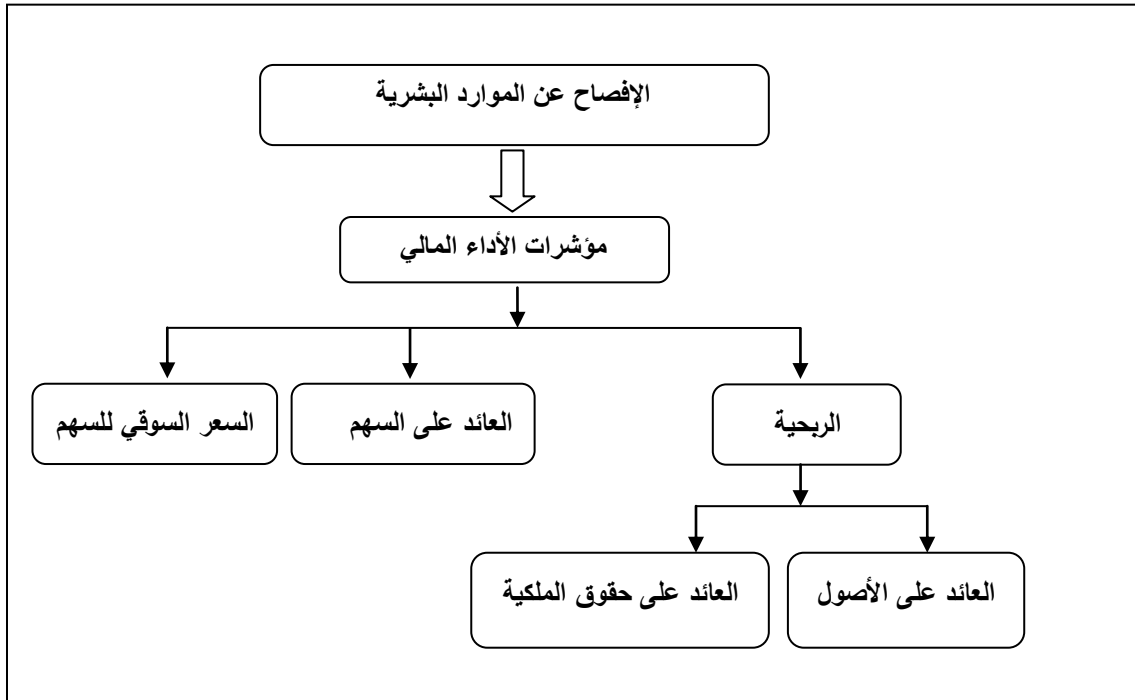 الإفصاح عن الموارد البشرية
مؤشرات الأداء المالي
الربحية
العائد على السهم
السعر السوقي للسهم
العائد على الأصول
العائد على حقوق الملكية